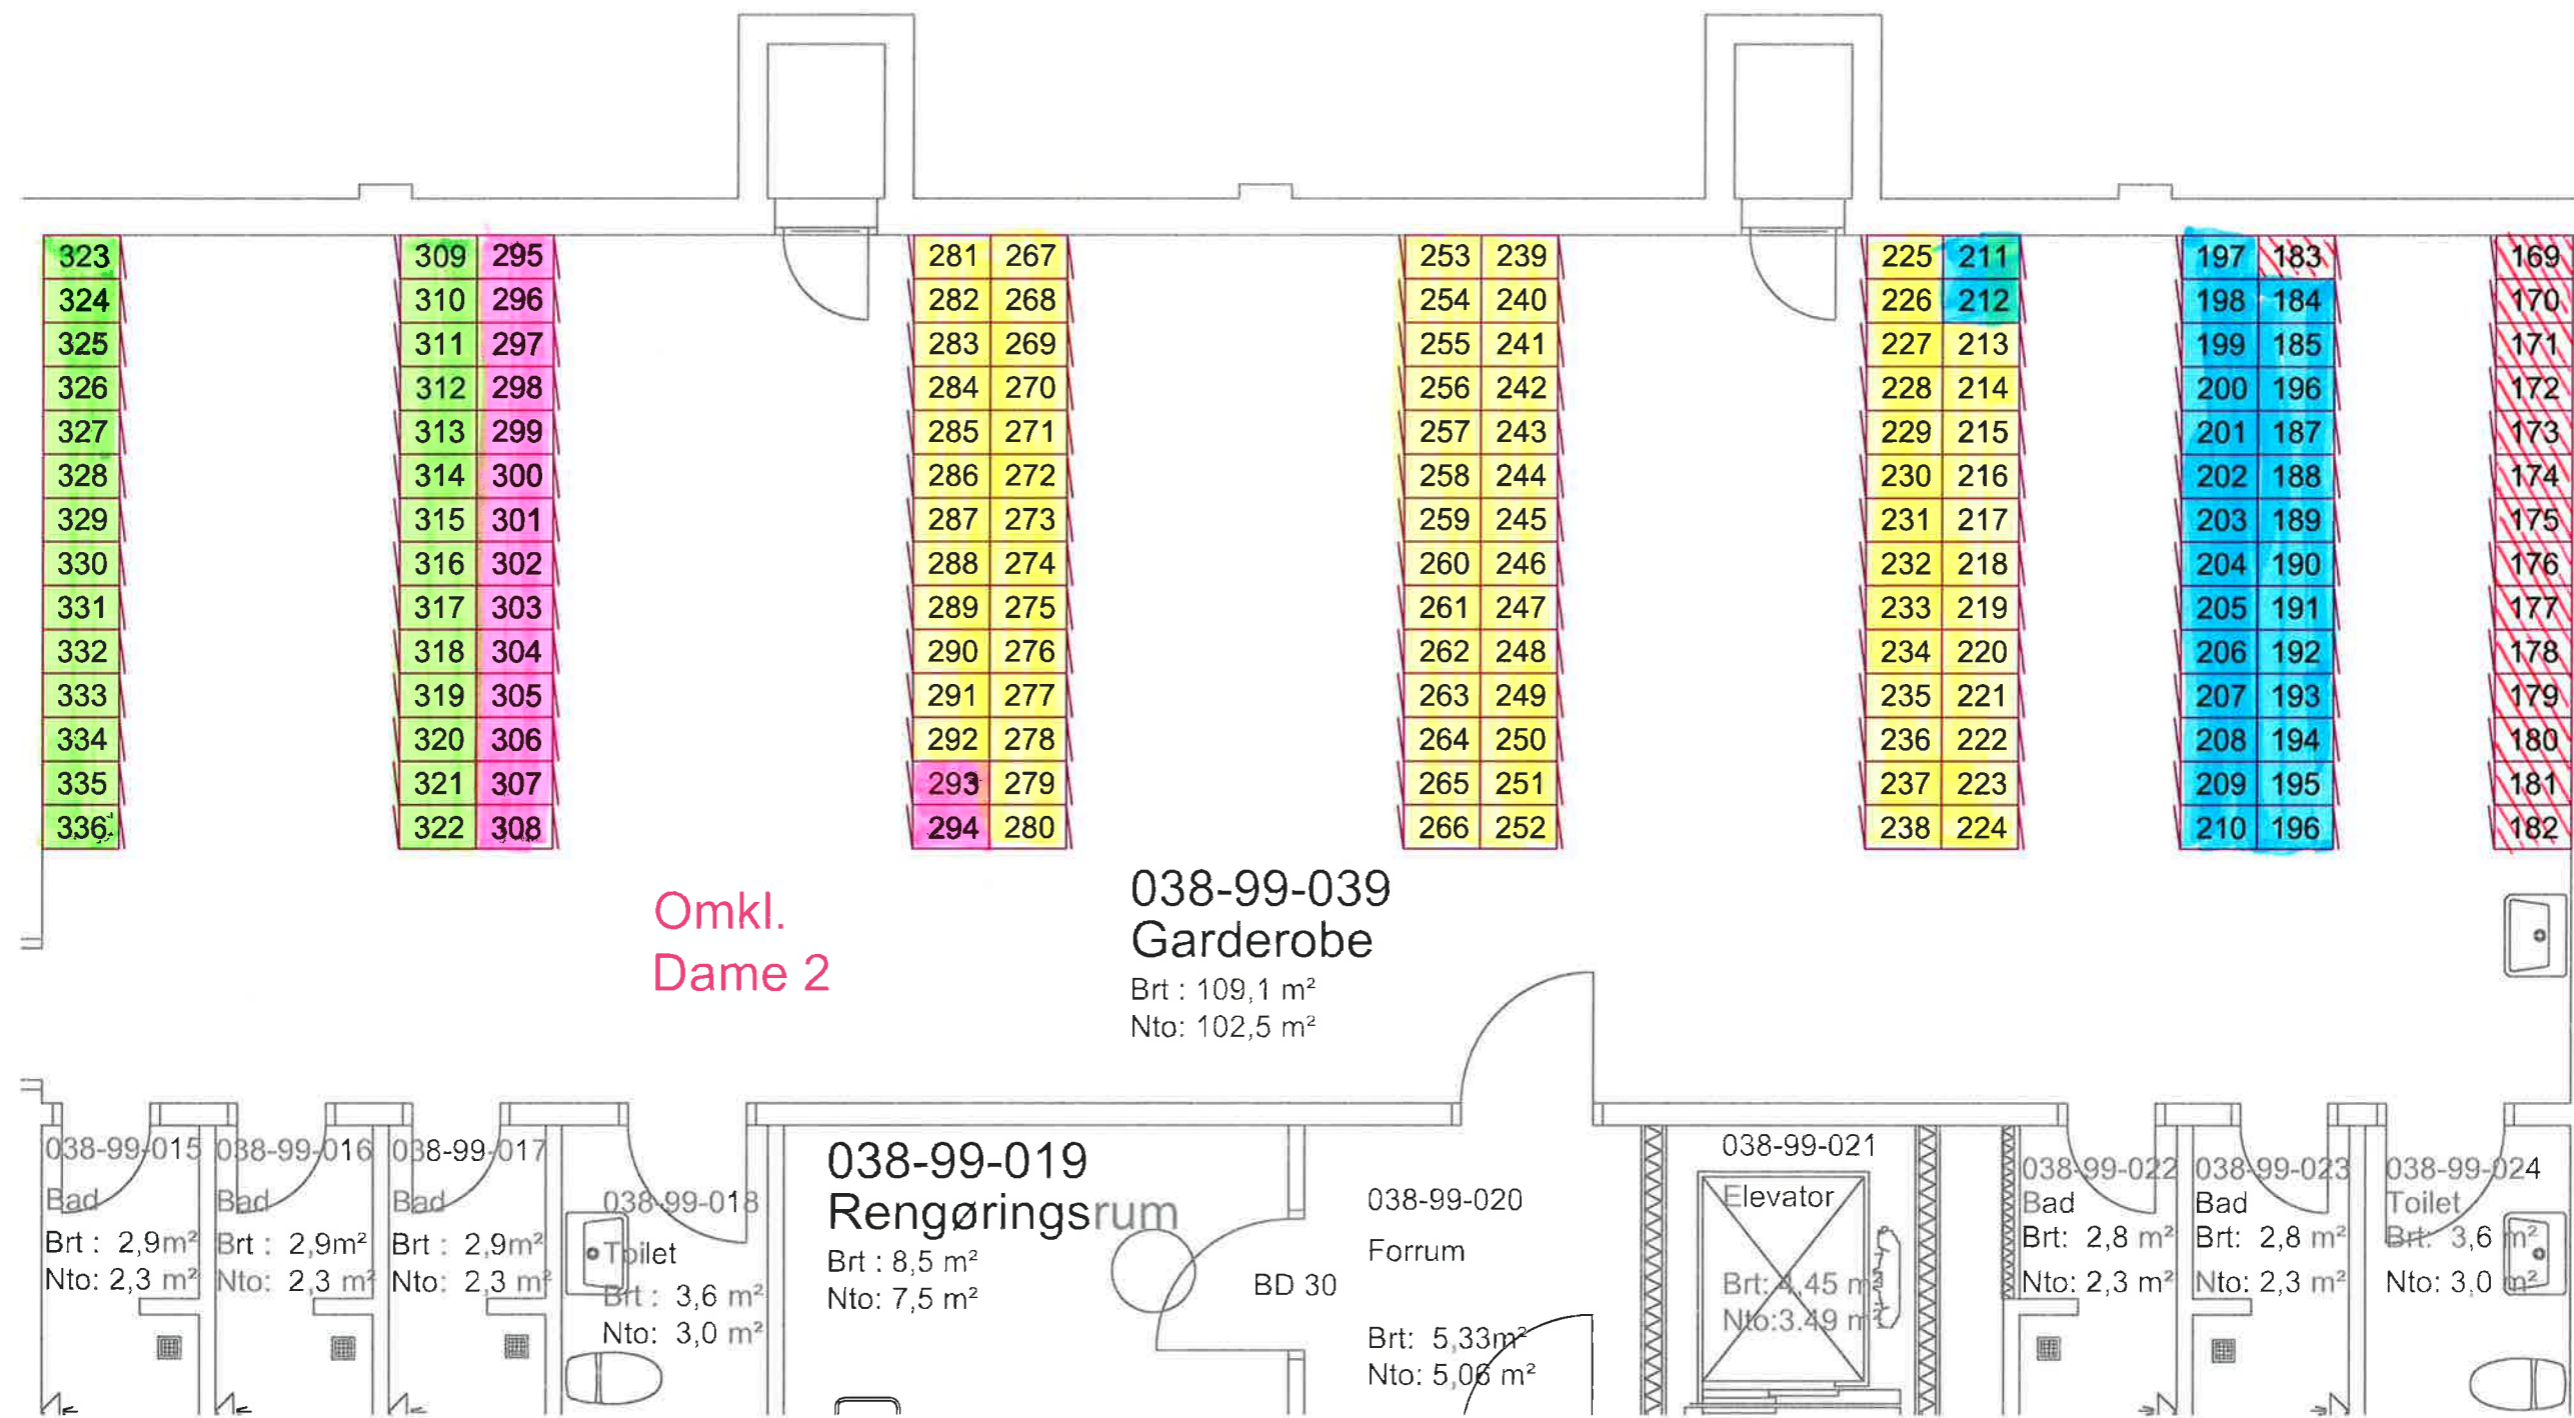 323 309 295 281 267 253 239 225 211 197 183 169
324 310 296 282 268 254 240 226 212 198 184 170
325 311 297 283 269 255 241 227 213 199 185 171
326 312 298 284 270 256 242 228 214 200 196 172
327 313 299 285 271 257 243 229 215 201 187 173
328 314 300 286 272 258 244 230 216 202 188 174
329 315 301 287 273 259 245 231 217 203 189 175
330 316 302 288 274 260 246 232 218 204 190 176
331 317 303 289 275 261 247 233 219 205 191 177
332 318 304 290 276 262 248 234 220 206 192 178
333 319 305 291 277 263 249 235 221 207 193 179
334 320 306 292 278 264 250 236 222 208 194 180
335 321 307 293 279 265 251 237 223 209 195 181
336 322 308 294 280 266 252 238 224 210 196 182
Omkl.
Dame 2
038-99-039
Garderobe
Brt : 109,1 m²
Nto: 102,5 m²
038-99-015
Bad
Brt : 2,9m²
Nto: 2,3 m²
038-99-016
Bad
Brt : 2,9m²
Nto: 2,3 m²
038-99-017
Bad
Brt : 2,9m²
Nto: 2,3 m²
038-99-018
Toilet
Brt : 3,6 m²
Nto: 3,0 m²
038-99-019
Rengøringsrum
Brt : 8,5 m²
Nto: 7,5 m²
BD 30
038-99-020
Forrum
Brt: 5,33m²
Nto: 5,06 m²
038-99-021
Elevator
Brt: 4,45 m²
Nto:3.49 m²
038-99-022
Bad
Brt: 2,8 m²
Nto: 2,3 m²
038-99-023
Bad
Brt: 2,8 m²
Nto: 2,3 m²
038-99-024
Toilet
Brt: 3,6 m²
Nto: 3,0 m²